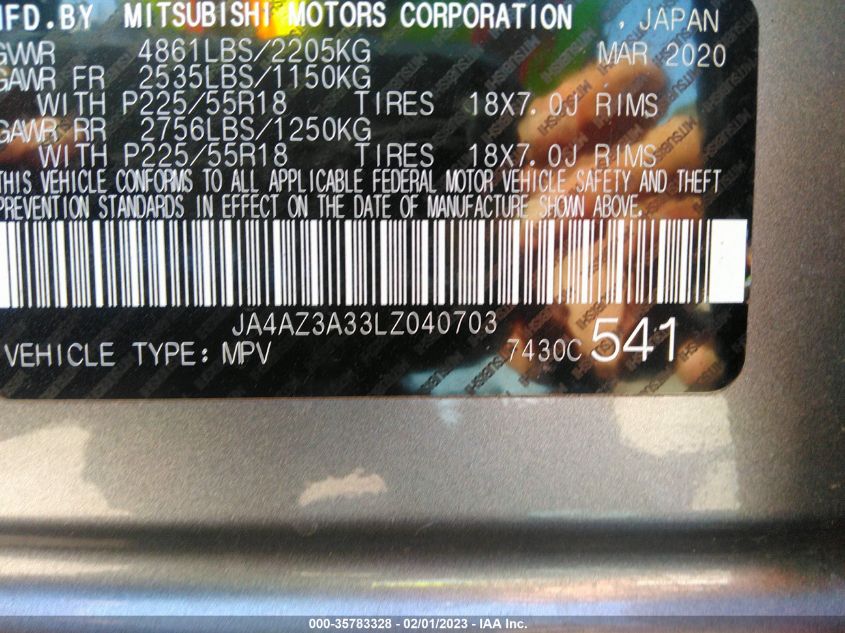 MFD.BY MITSUBISHI MOTORS CORPORATION , JAPAN
GVWR 4861LBS/2205KG MAR 2020
GAWR FR 2535LBS/1150KG
WITH P225/55R18 TIRES 18X7.0J RIMS
GAWR RR 2756LBS/1250KG
WITH P225/55R18 TIRES 18X7.0J RIMS
THIS VEHICLE CONFORMS TO ALL APPLICABLE FEDERAL MOTOR VEHICLE SAFETY AND THEFT
PREVENTION STANDARDS IN EFFECT ON THE DATE OF MANUFACTURE SHOWN ABOVE.
JA4AZ3A33LZ040703
VEHICLE TYPE: MPV 7430C 541
000-35783328 - 02/01/2023 - IAA Inc.